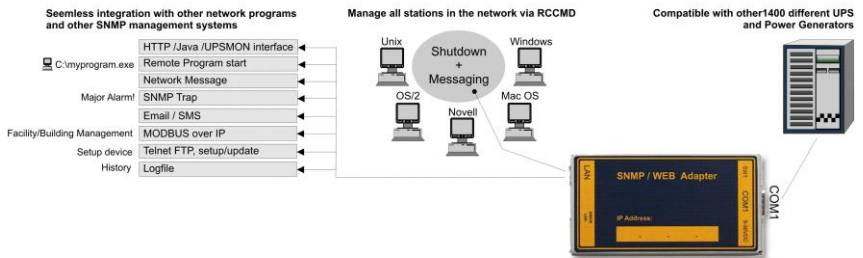 Seemless integration with other network programs
and other SNMP management systems
HTTP /Java /UPSMON interface
C:\myprogram.exe Remote Program start
Network Message
Major Alarm! SNMP Trap
Email / SMS
Facility/Building Management MODBUS over IP
Setup device Telnet FTP, setup/update
History Logfile
Manage all stations in the network via RCCMD
Unix
Windows
Shutdown
+
Messaging
OS/2
Mac OS
Novell
Compatible with other1400 different UPS
and Power Generators
LAN
SNMP / WEB Adapter
IP Address:
COM1
COM1